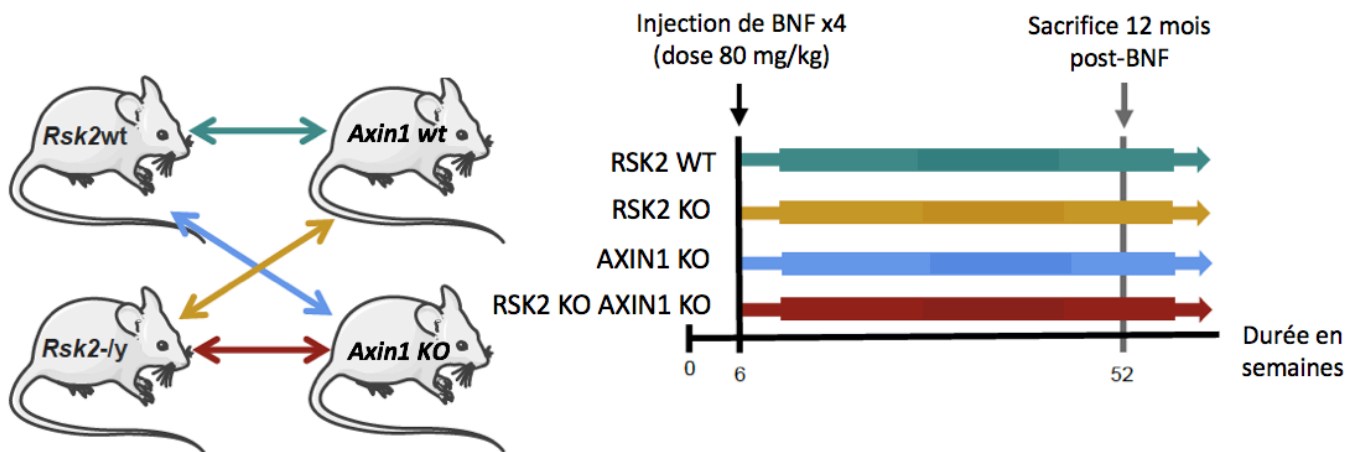 Injection de BNF x4
(dose 80 mg/kg)
Sacrifice 12 mois
post-BNF
Rsk2wt
Axin1 wt
Rsk2-/y
Axin1 KO
RSK2 WT
RSK2 KO
AXIN1 KO
RSK2 KO AXIN1 KO
0
6
52
Durée en
semaines